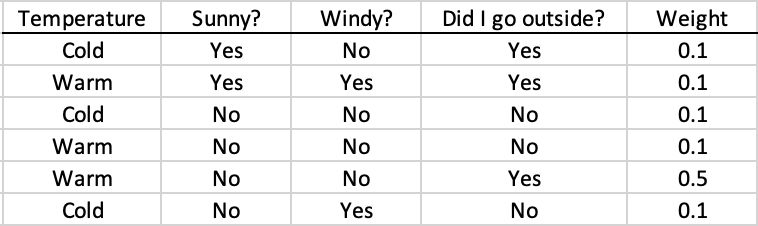 Temperature Sunny? Windy? Did I go outside? Weight
Cold Yes No Yes 0.1
Warm Yes Yes Yes 0.1
Cold No No No 0.1
Warm No No No 0.1
Warm No No Yes 0.5
Cold No Yes No 0.1